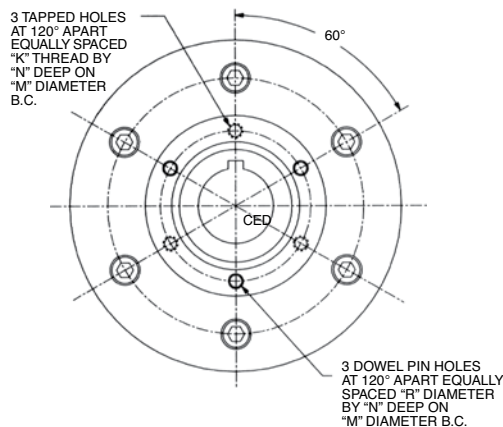 3 TAPPED HOLES
AT 120° APART
EQUALLY SPACED
“K” THREAD BY
“N” DEEP ON
“M” DIAMETER
B.C.
60°
CED
3 DOWEL PIN HOLES
AT 120° APART EQUALLY
SPACED “R” DIAMETER
BY “N” DEEP ON
“M” DIAMETER B.C.